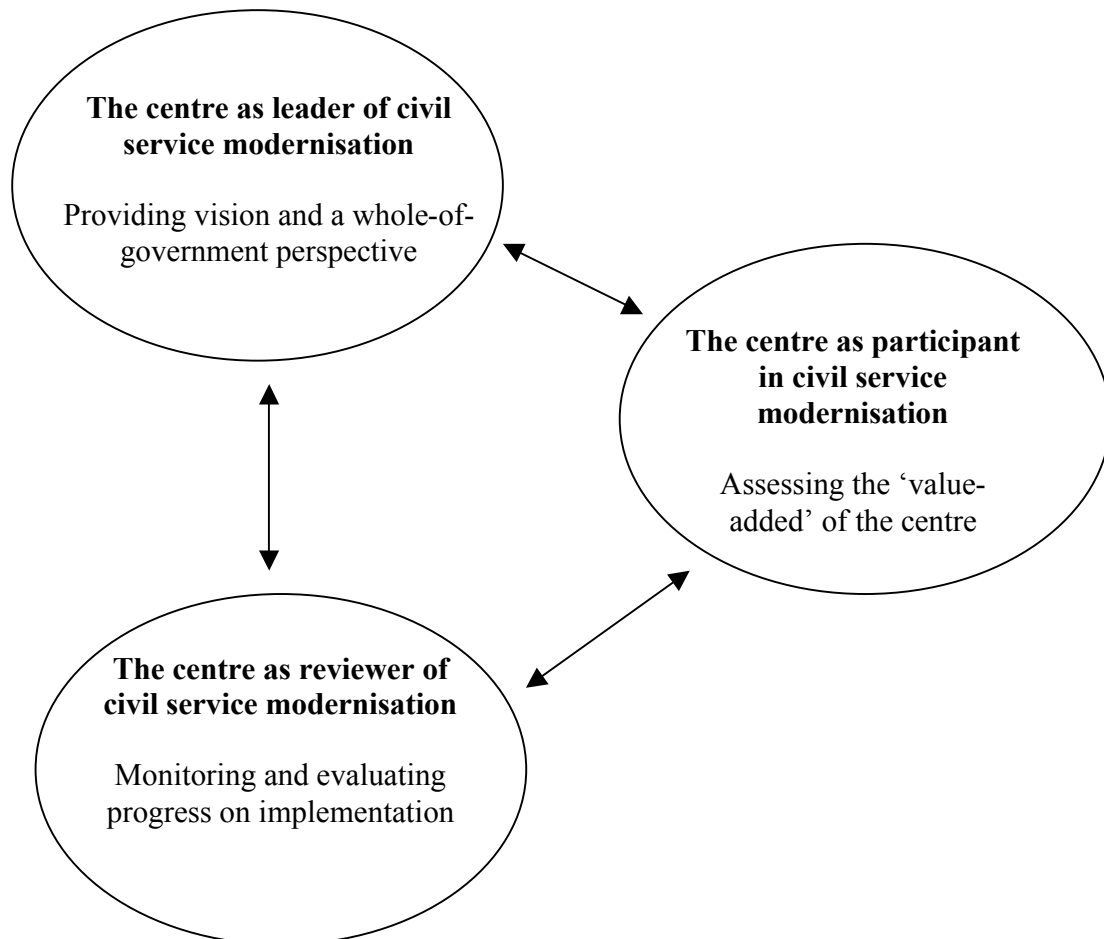 The centre as leader of civil
service modernisation
Providing vision and a whole-of-
government perspective
The centre as participant
in civil service
modernisation
Assessing the ‘value-
added’ of the centre
The centre as reviewer of
civil service modernisation
Monitoring and evaluating
progress on implementation